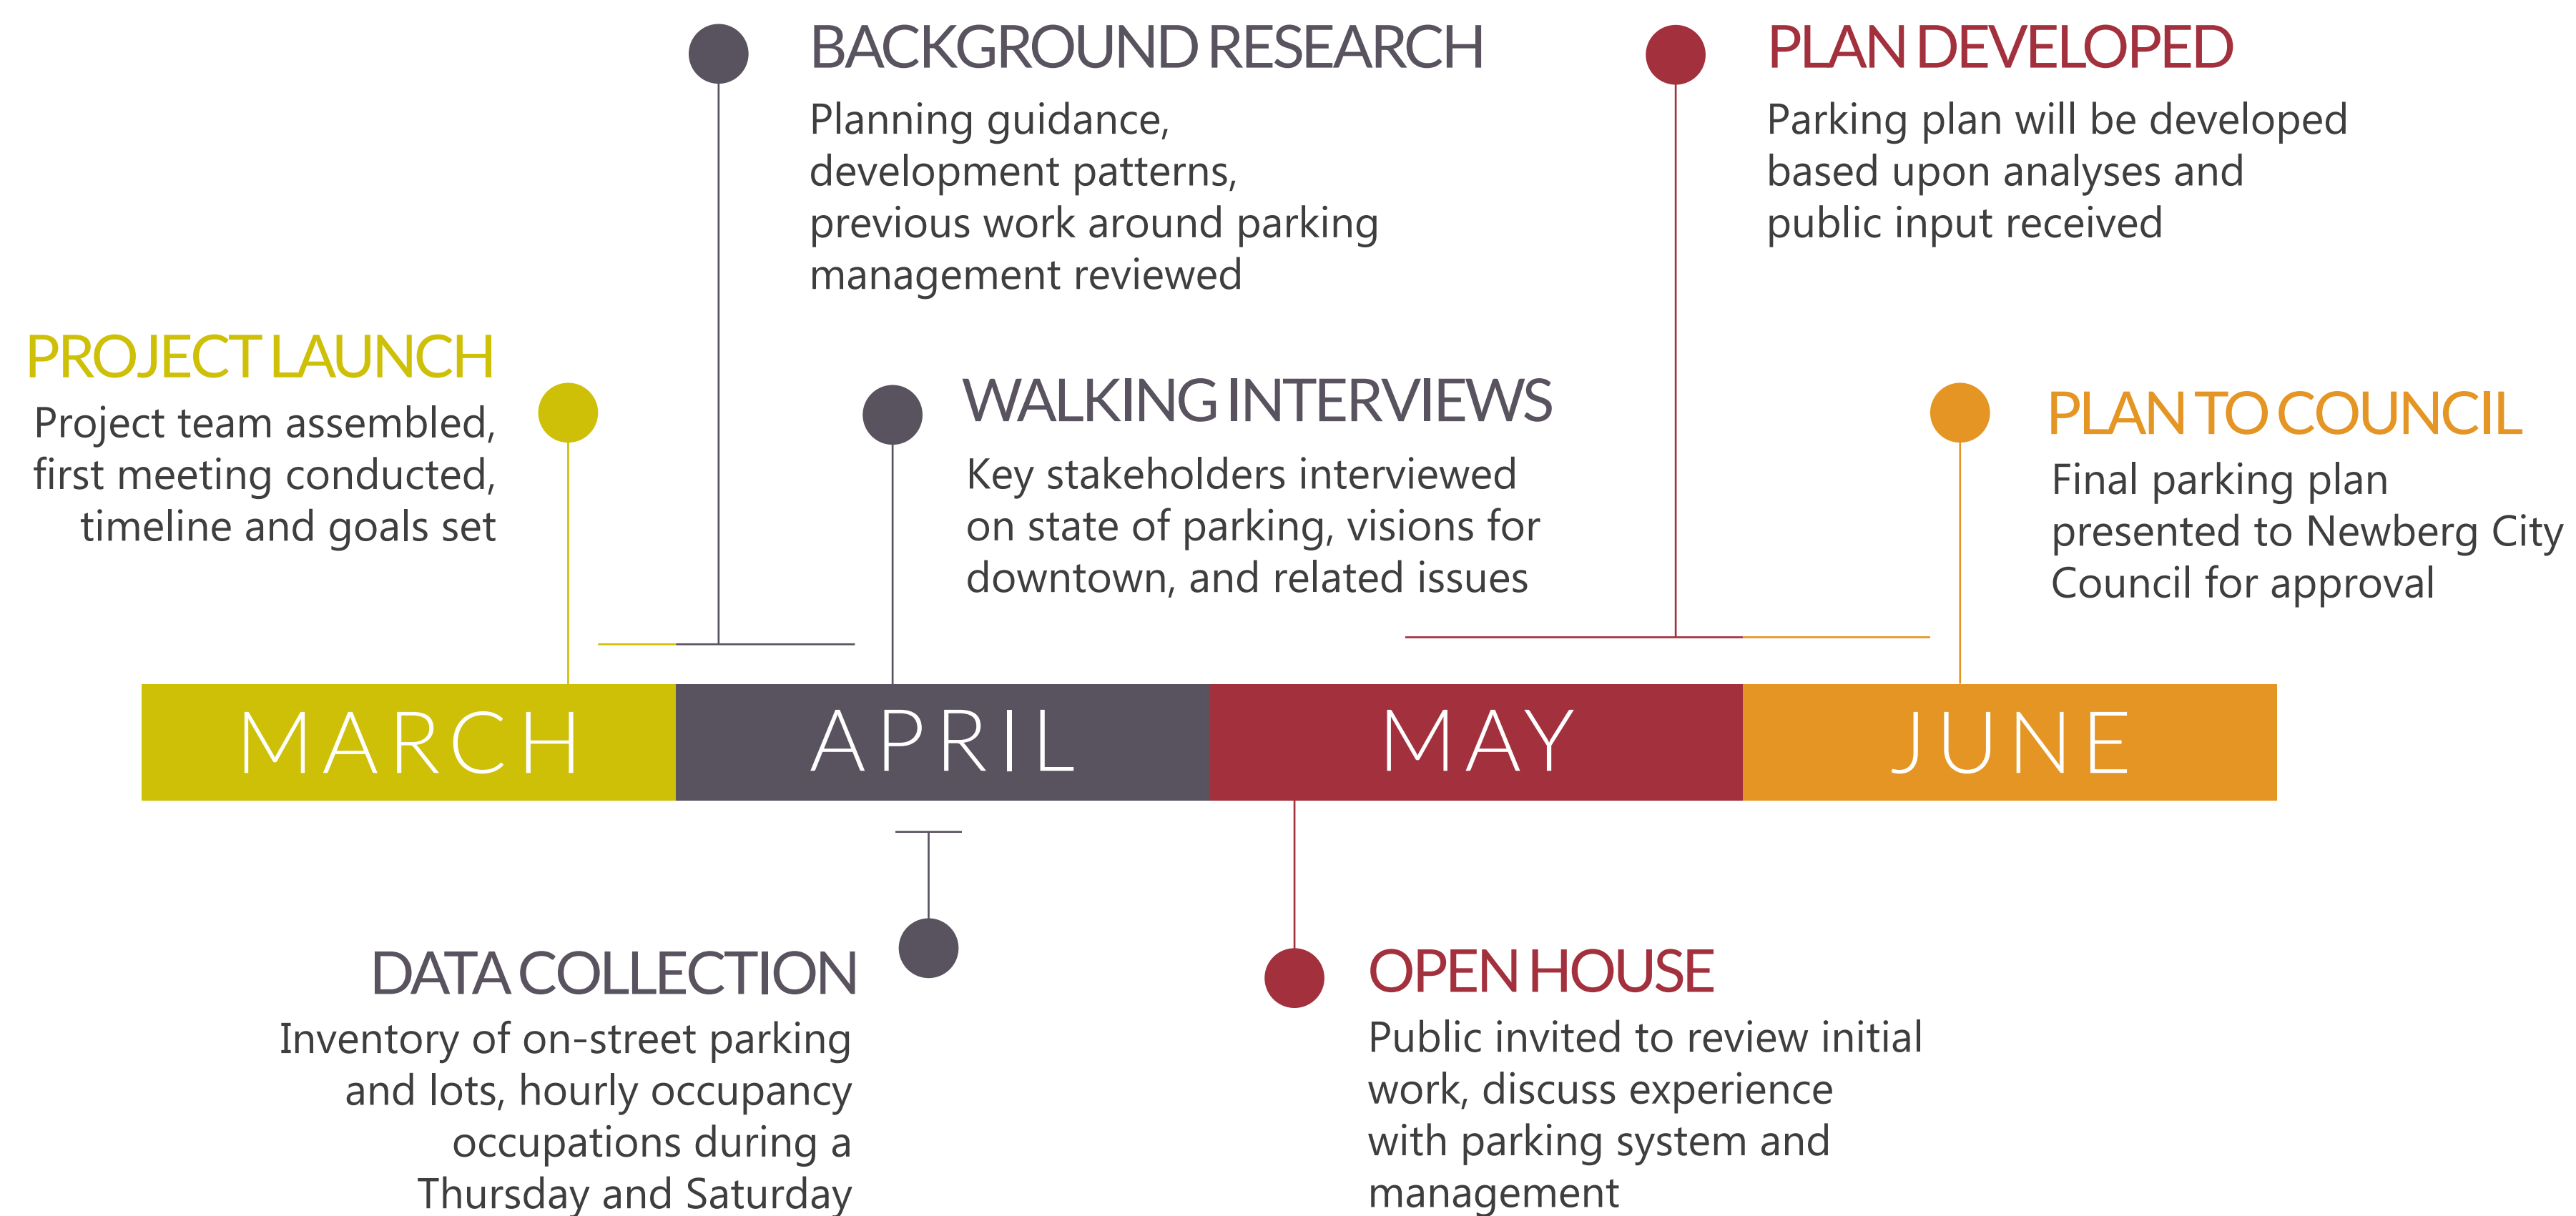 BACKGROUND RESEARCH
Planning guidance,
development patterns,
previous work around parking
management reviewed
PLAN DEVELOPED
Parking plan will be developed
based upon analyses and
public input received
PROJECT LAUNCH
Project team assembled,
first meeting conducted,
timeline and goals set
WALKING INTERVIEWS
Key stakeholders interviewed
on state of parking, visions for
downtown, and related issues
PLAN TO COUNCIL
Final parking plan
presented to Newberg City
Council for approval
MARCH
APRIL
MAY
JUNE
DATA COLLECTION
Inventory of on-street parking
and lots, hourly occupancy
occupations during a
Thursday and Saturday
OPEN HOUSE
Public invited to review initial
work, discuss experience
with parking system and
management